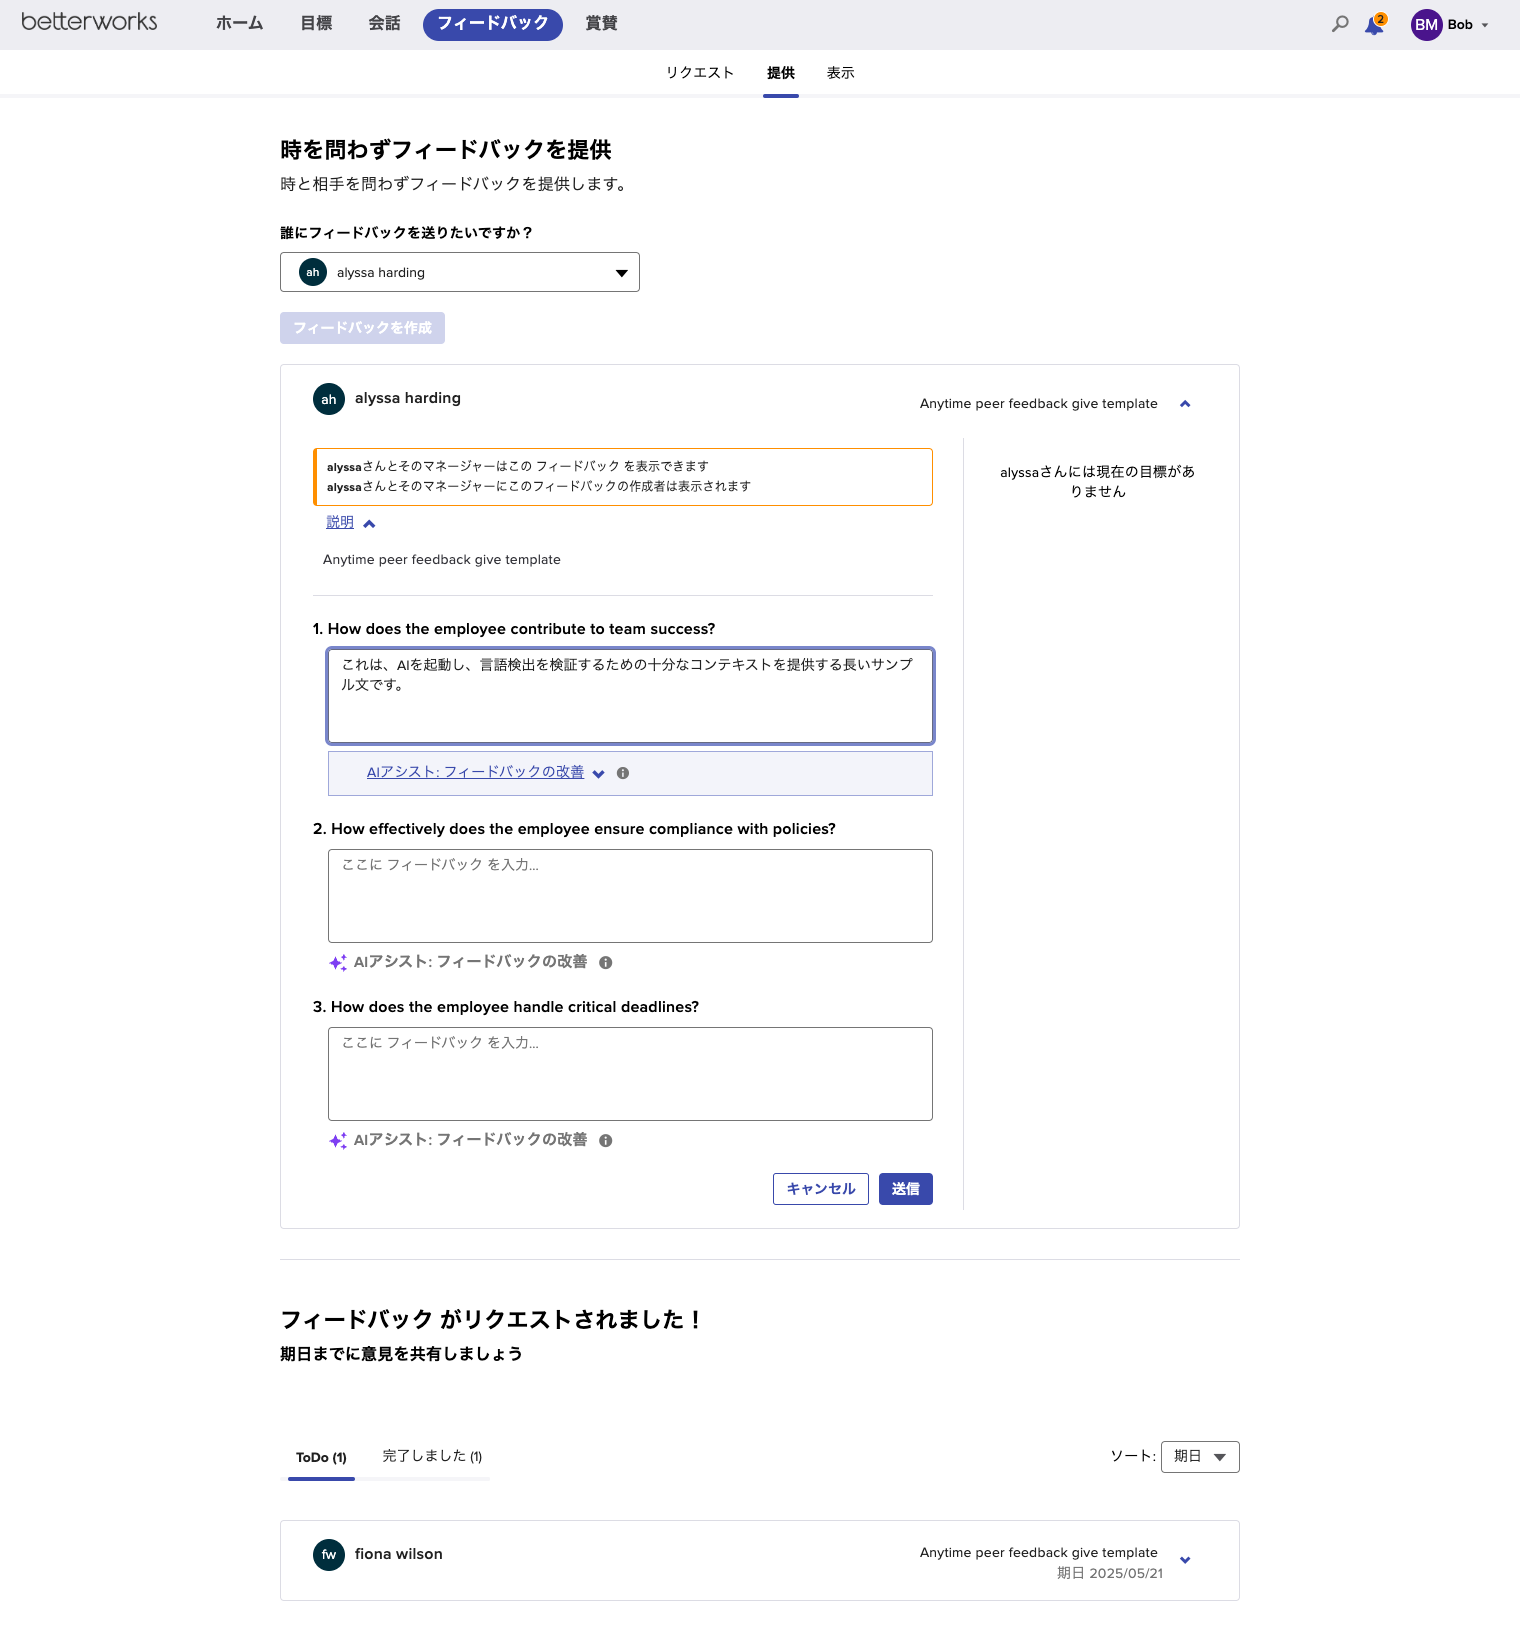 betterworks
ホーム 目標 会話 フィードバック 賞賛
2 BM Bob
リクエスト 提供 表示
時を問わずフィードバックを提供
時と相手を問わずフィードバックを提供します。
誰にフィードバックを送りたいですか？
ah alyssa harding
フィードバックを作成
ah alyssa harding
Anytime peer feedback give template
alyssaさんとそのマネージャーはこの フィードバック を表示できます
alyssaさんとそのマネージャーにこのフィードバックの作成者は表示されます
説明
Anytime peer feedback give template
alyssaさんには現在の目標があ
りません
1. How does the employee contribute to team success?
これは、AIを起動し、言語検出を検証するための十分なコンテキストを提供する長いサンプ
ル文です。
AIアシスト: フィードバックの改善
2. How effectively does the employee ensure compliance with policies?
ここに フィードバック を入力...
AIアシスト: フィードバックの改善
3. How does the employee handle critical deadlines?
ここに フィードバック を入力...
AIアシスト: フィードバックの改善
キャンセル 送信
フィードバック がリクエストされました！
期日までに意見を共有しましょう
ToDo (1) 完了しました (1)
ソート: 期日
fw fiona wilson
Anytime peer feedback give template
期日 2025/05/21